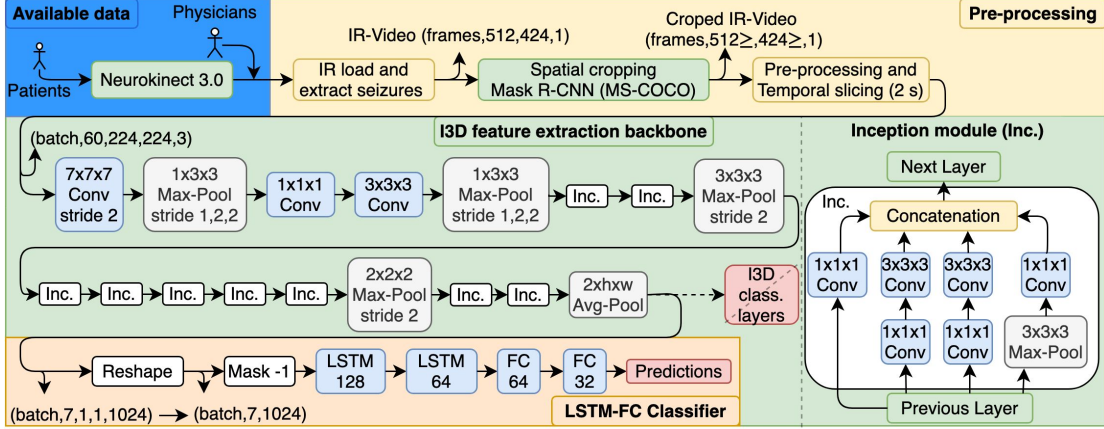 Available data
Physicians
Patients
Neurokinect 3.0
Pre-processing
IR load and
extract seizures
IR-Video (frames,512,424,1)
Spatial cropping
Mask R-CNN (MS-COCO)
Croped IR-Video
(frames,512≥,424≥,1)
Pre-processing and
Temporal slicing (2 s)
I3D feature extraction backbone
(batch,60,224,224,3)
7x7x7
Conv
stride 2
1x3x3
Max-Pool
stride 1,2,2
1x1x1
Conv
3x3x3
Conv
1x3x3
Max-Pool
stride 1,2,2
Inc.
Inc.
3x3x3
Max-Pool
stride 2
Inc.
Inc.
Inc.
Inc.
Inc.
2x2x2
Max-Pool
stride 2
Inc.
Inc.
2xhxw
Avg-Pool
I3D
class.
layers
Inception module (Inc.)
Next Layer
Inc.
Concatenation
1x1x1
Conv
3x3x3
Conv
3x3x3
Conv
1x1x1
Conv
1x1x1
Conv
1x1x1
Conv
3x3x3
Max-Pool
Previous Layer
Reshape
Mask -1
LSTM
128
LSTM
64
FC
64
FC
32
Predictions
(batch,7,1,1,1024)
(batch,7,1024)
LSTM-FC Classifier